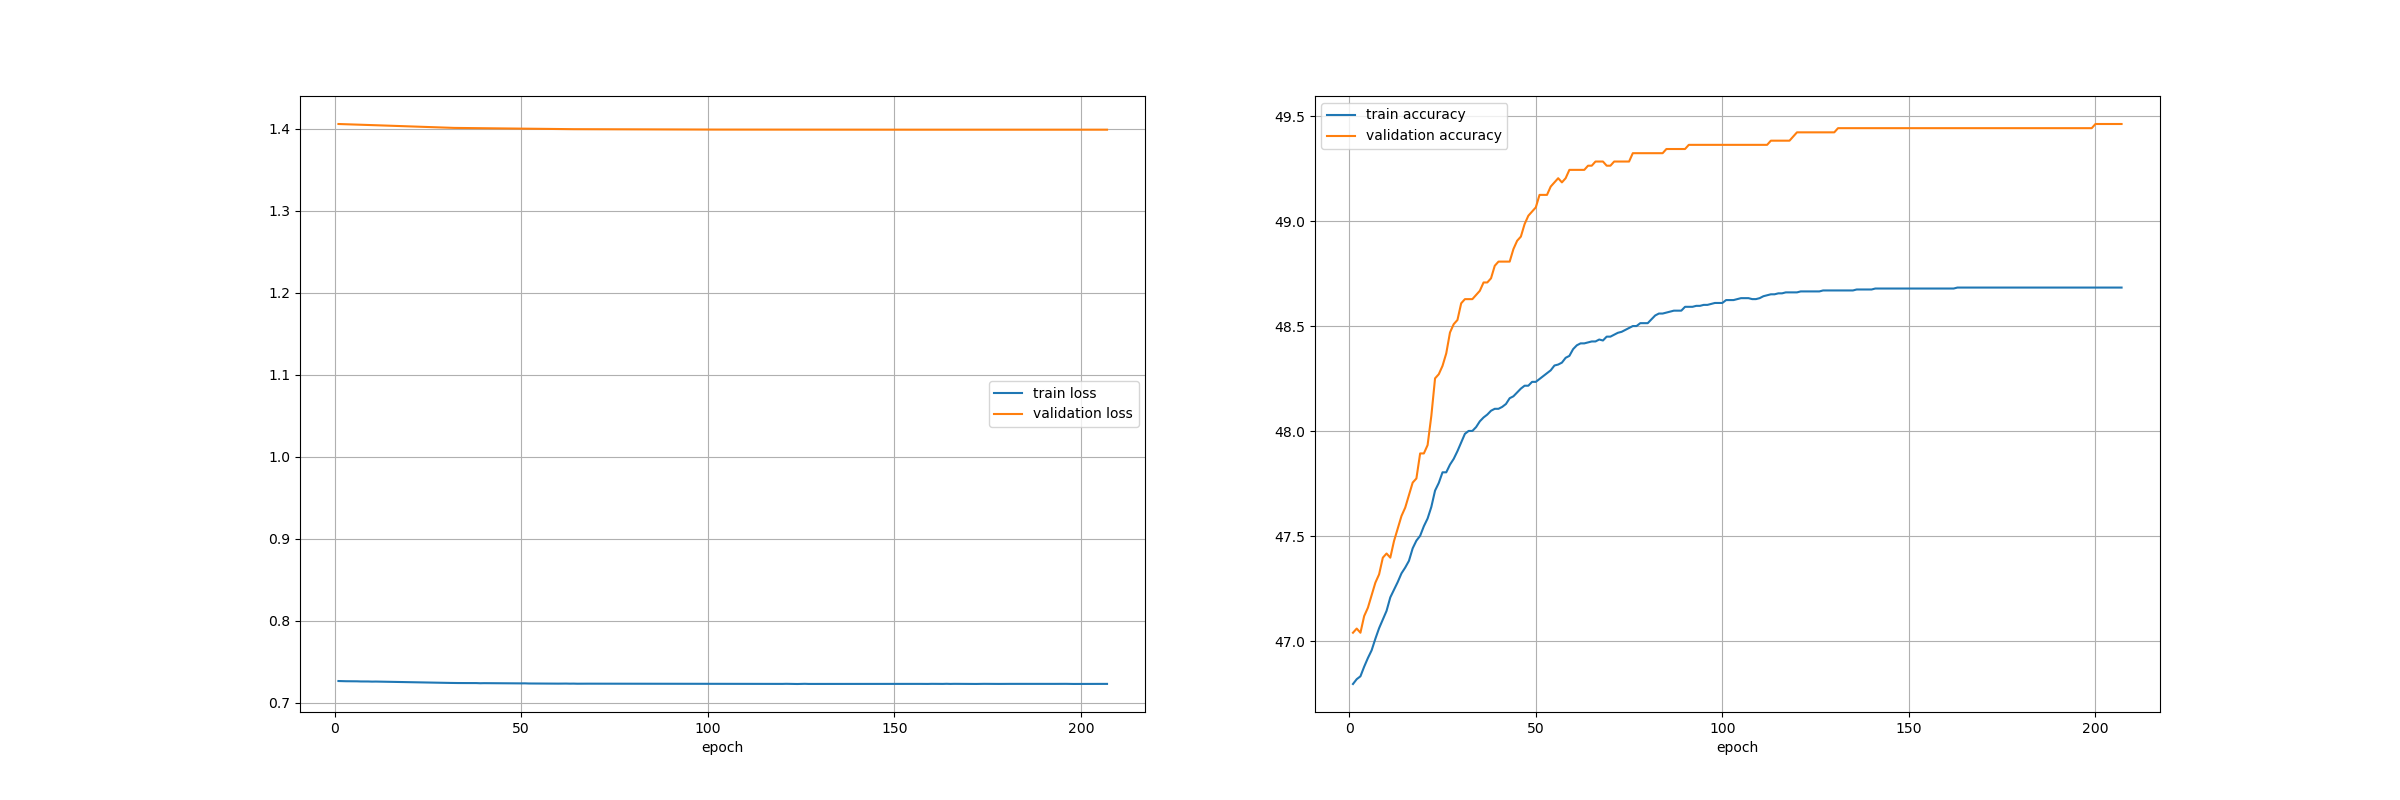 1.4
1.3
1.2
1.1
1.0
0.9
0.8
0.7
0 50 100 150 200
epoch
train loss
validation loss
49.5
49.0
48.5
48.0
47.5
47.0
0 50 100 150 200
epoch
train accuracy
validation accuracy